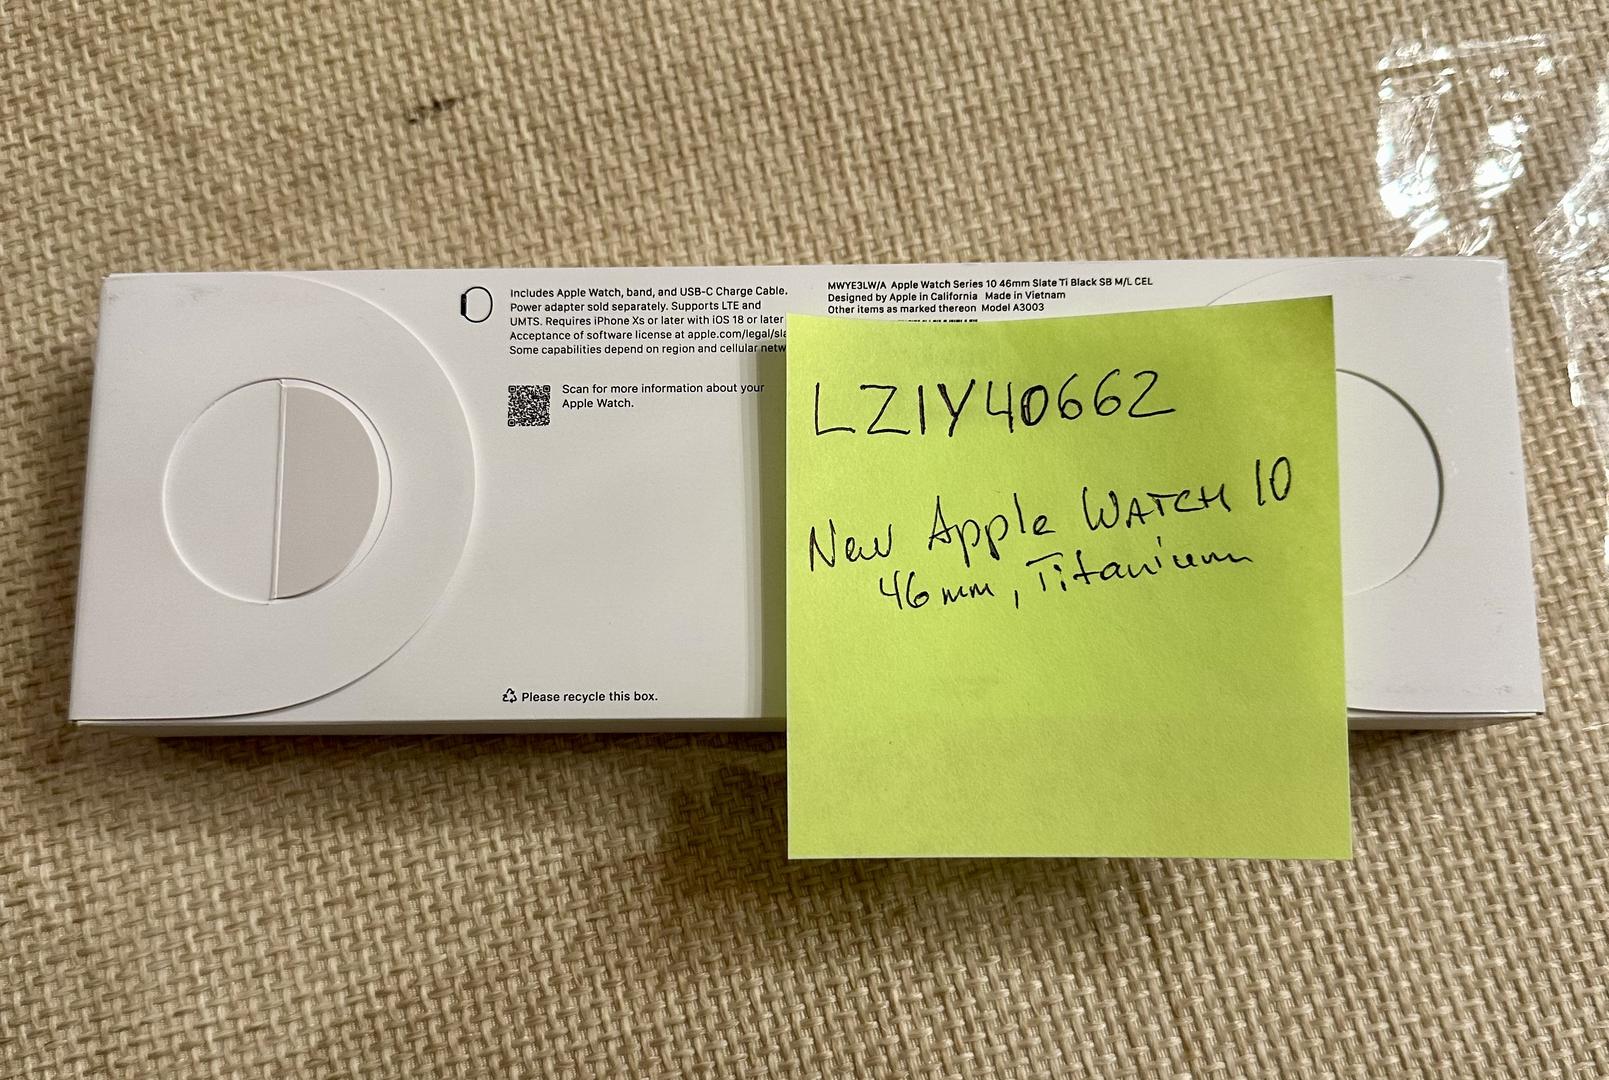 Includes Apple Watch, band, and USB-C Charge Cable.
Power adapter sold separately. Supports LTE and
UMTS. Requires iPhone Xs or later with iOS 18 or later
Acceptance of software license at apple.com/legal/sla
Some capabilities depend on region and cellular netw
Scan for more information about your
Apple Watch.
Please recycle this box.
MWYE3LW/A Apple Watch Series 10 46mm Slate Ti Black SB M/L CEL
Designed by Apple in California Made in Vietnam
Other items as marked thereon Model A3003
LZ1Y40662
New Apple WATCH 10
46mm, Titanium